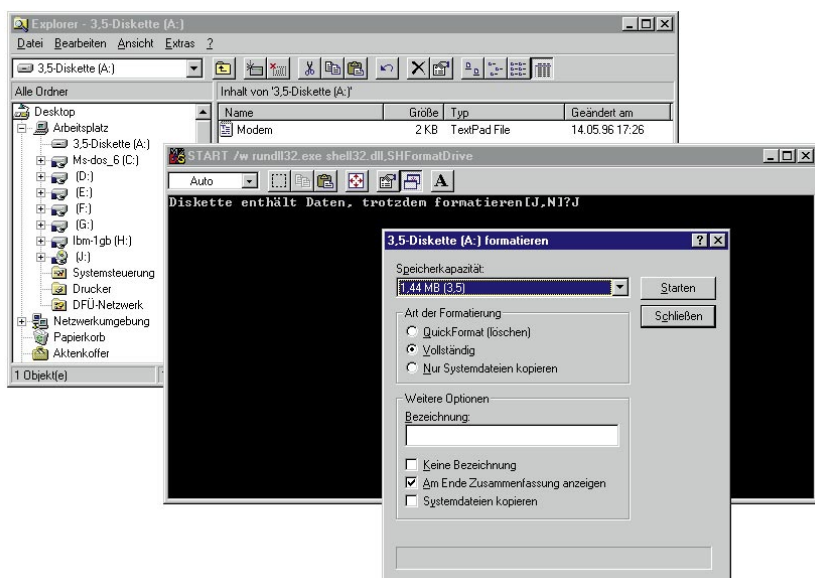 Explorer - 3,5-Diskette (A:)
Datei Bearbeiten Ansicht Extras ?
3,5-Diskette (A:)
Alle Ordner
Inhalt von '3,5-Diskette (A:)'
Name Größe Typ Geändert am
Modem 2 KB TextPad File 14.05.96 17:26
Desktop
Arbeitsplatz
3,5-Diskette (A:)
Ms-dos_6 (C:)
(D:)
(E:)
(F:)
(G:)
Ibm-1gb (H:)
(J:)
Systemsteuerung
Drucker
DFÜ-Netzwerk
Netzwerkumgebung
Papierkorb
Aktenkoffer
1 Objekt(e)
START /w rundll32.exe shell32.dll,SHFormatDrive
Auto
A
Diskette enthält Daten, trotzdem formatieren[J,N]?J
3,5-Diskette (A:) formatieren
Speicherkapazität:
1,44 MB (3,5)
Starten
Schließen
Art der Formatierung
QuickFormat (löschen)
Vollständig
Nur Systemdateien kopieren
Weitere Optionen
Bezeichnung:
Keine Bezeichnung
Am Ende Zusammenfassung anzeigen
Systemdateien kopieren